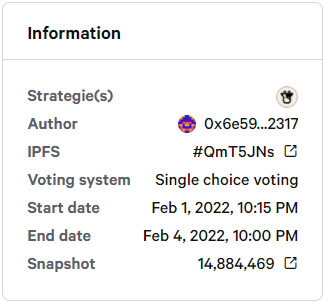 Information
Strategie(s)
Author 0x6e59...2317
IPFS #QmT5JNs
Voting system Single choice voting
Start date Feb 1, 2022, 10:15 PM
End date Feb 4, 2022, 10:00 PM
Snapshot 14,884,469